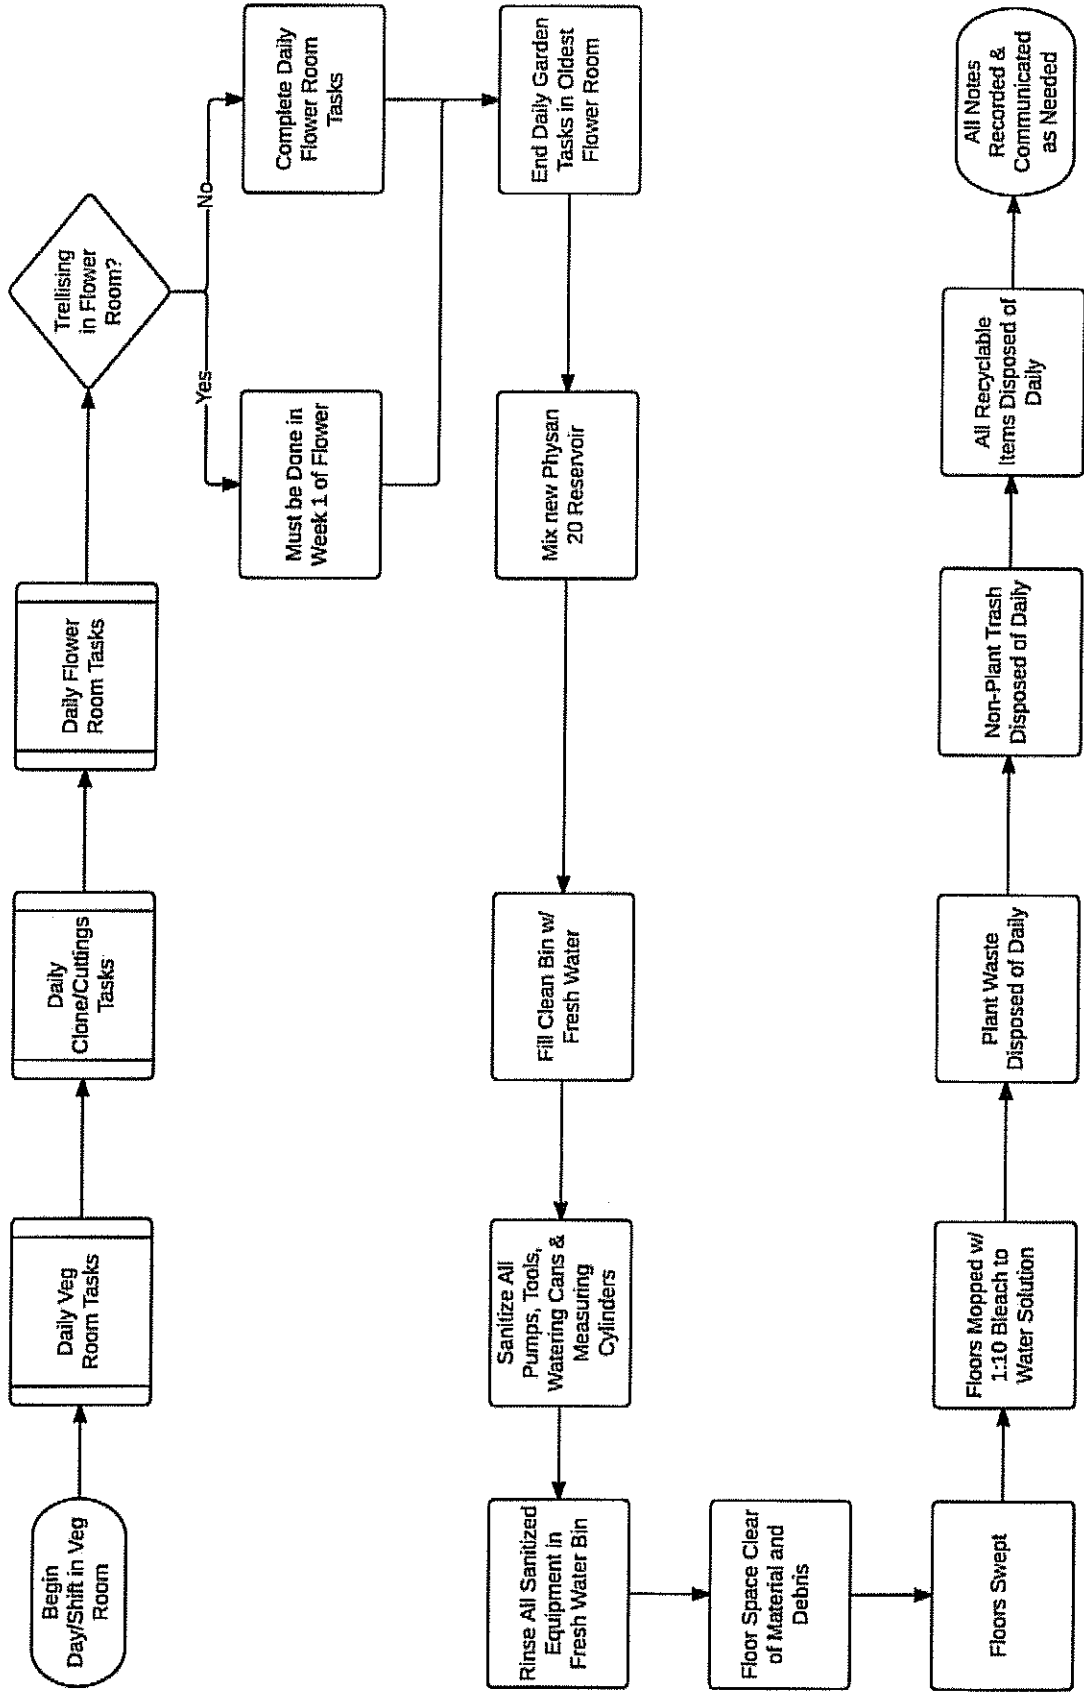 Begin
Day/Shift in Veg
Room
Daily Veg
Room Tasks
Daily
Clone/Cuttings
Tasks
Daily Flower
Room Tasks
Trellising
in Flower
Room?
Yes
No
Must be Done in
Week 1 of Flower
Complete Daily
Flower Room
Tasks
End Daily Garden
Tasks in Oldest
Flower Room
Mix new Physan
20 Reservoir
Fill Clean Bin w/
Fresh Water
Sanitize All
Pumps, Tools,
Watering Cans &
Measuring
Cylinders
Rinse All Sanitized
Equipment in
Fresh Water Bin
Floor Space Clear
of Material and
Debris
Floors Swept
Floors Mopped w/
1:10 Bleach to
Water Solution
Plant Waste
Disposed of Daily
Non-Plant Trash
Disposed of Daily
All Recyclable
Items Disposed of
Daily
All Notes
Recorded &
Communicated
as Needed